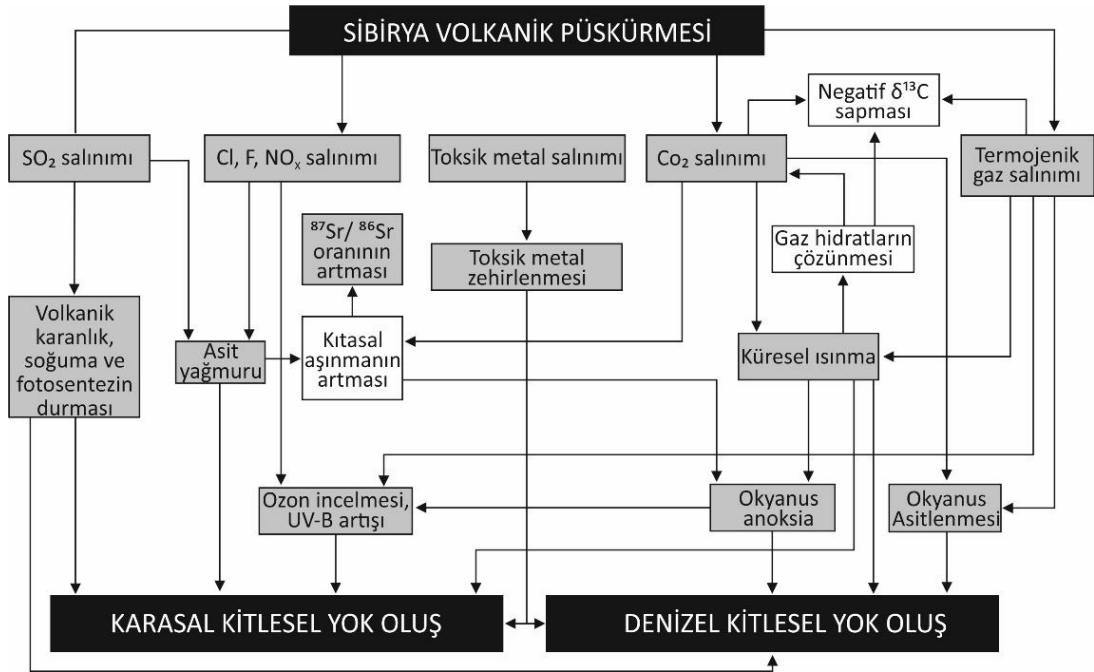 SİBİRYA VOLKANİK PÜSKÜRMESİ
Negatif δ¹³C
sapması
SO₂ salınımı
Cl, F, NOₓ salınımı
Toksik metal salınımı
Co₂ salınımı
Termojenik
gaz salınımı
⁸⁷Sr/ ⁸⁶Sr
oranının
artması
Toksik metal
zehirlenmesi
Gaz hidratların
çözünmesi
Volkanik
karanlık,
soğuma ve
fotosentezin
durması
Asit
yağmuru
Kıtasal
aşınmanın
artması
Küresel ısınma
Ozon incelmesi,
UV-B artışı
Okyanus
anoksia
Okyanus
Asitlenmesi
KARASAL KİTLESEL YOK OLUŞ
DENİZEL KİTLESEL YOK OLUŞ